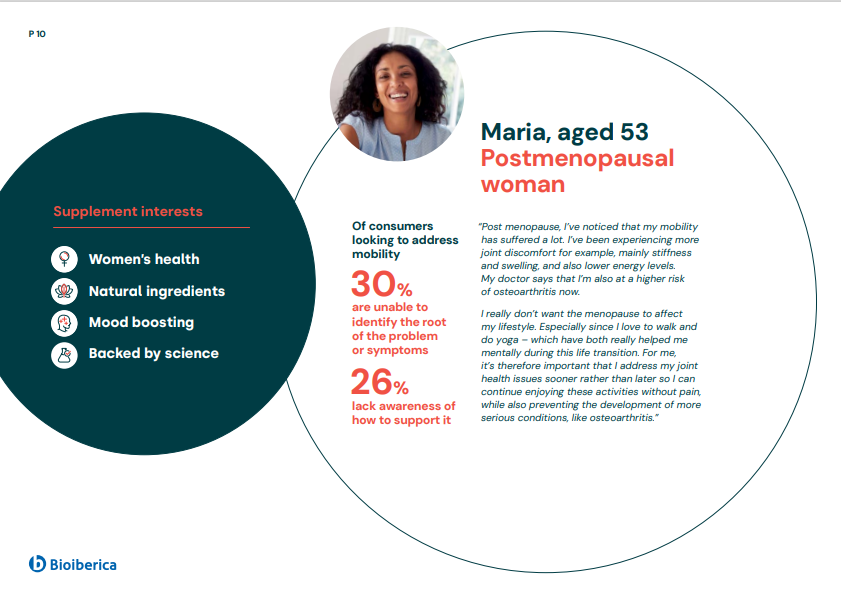 P 10
Supplement interests
Women's health
Natural ingredients
Mood boosting
Backed by science
Maria, aged 53
Postmenopausal
woman
Of consumers
looking to address
mobility
30%
are unable to
identify the root
of the problem
or symptoms
26%
lack awareness of
how to support it
“Post menopause, I've noticed that my mobility
has suffered a lot. I've been experiencing more
joint discomfort for example, mainly stiffness
and swelling, and also lower energy levels.
My doctor says that I'm also at a higher risk
of osteoarthritis now.
I really don't want the menopause to affect
my lifestyle. Especially since I love to walk and
do yoga – which have both really helped me
mentally during this life transition. For me,
it's therefore important that I address my joint
health issues sooner rather than later so I can
continue enjoying these activities without pain,
while also preventing the development of more
serious conditions, like osteoarthritis.”
b Bioiberica